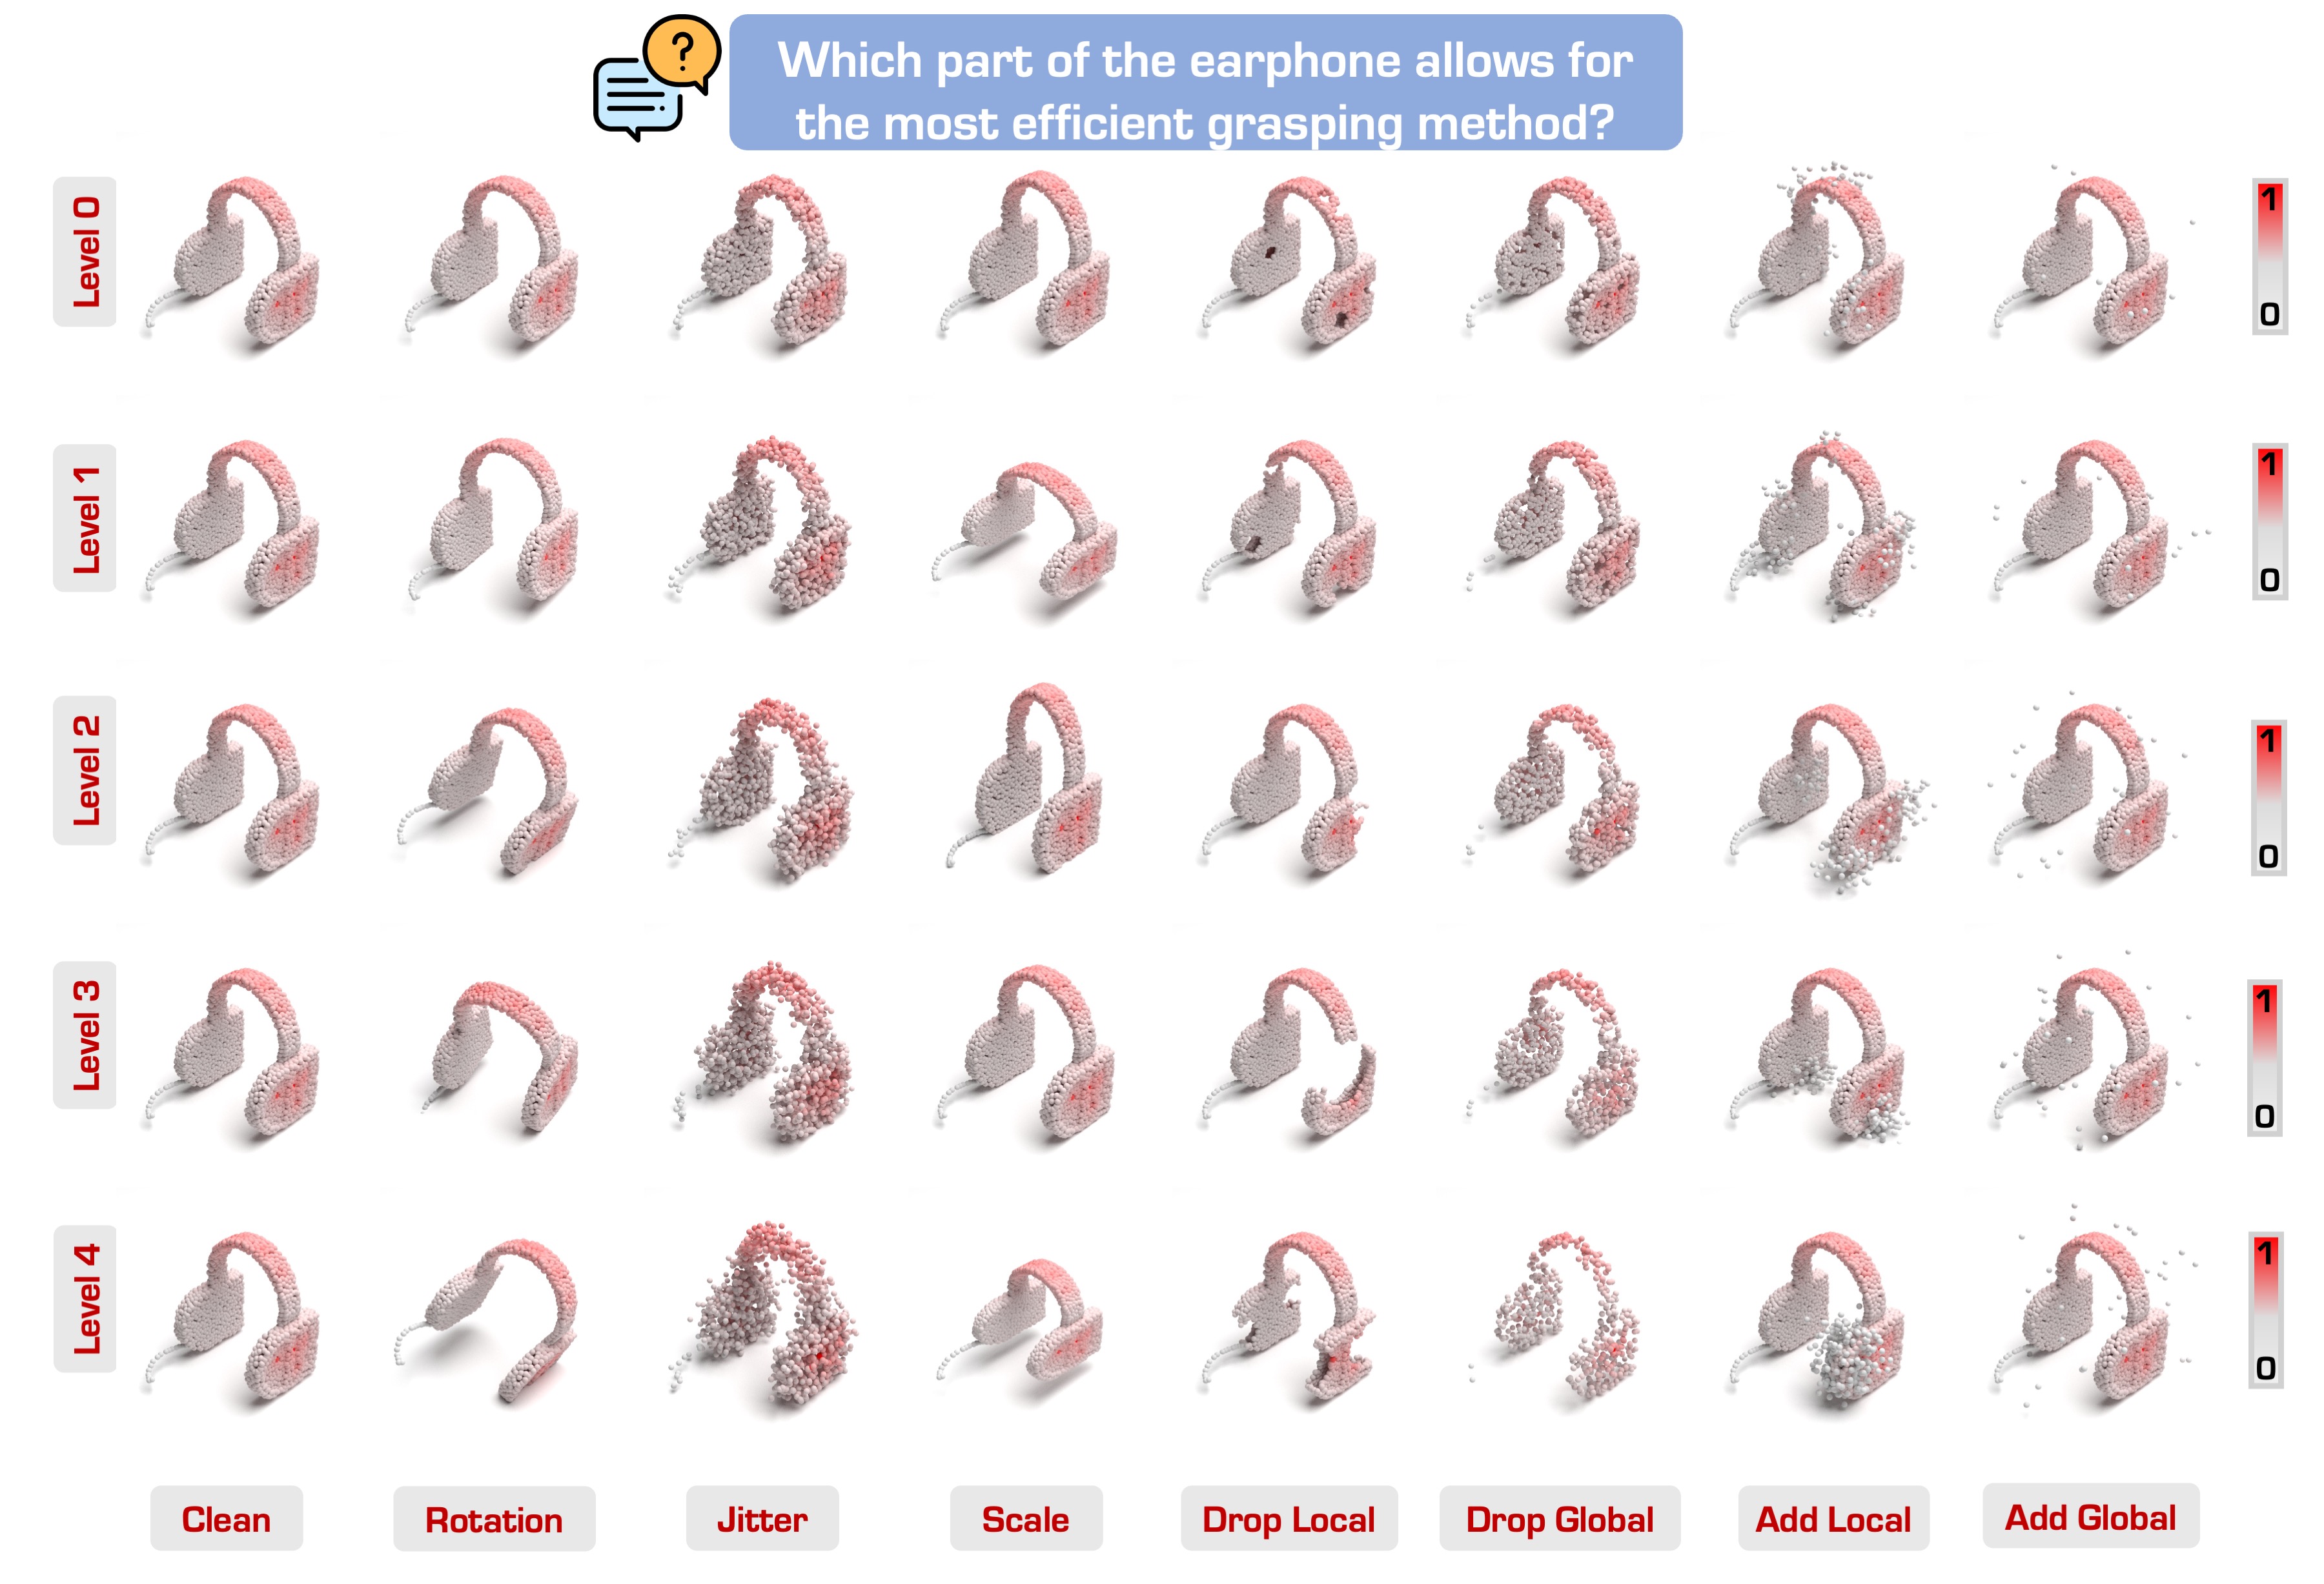 ?
Which part of the earphone allows for
the most efficient grasping method?
Level 0
1
0
Level 1
1
0
Level 2
1
0
Level 3
1
0
Level 4
1
0
Clean
Rotation
Jitter
Scale
Drop Local
Drop Global
Add Local
Add Global